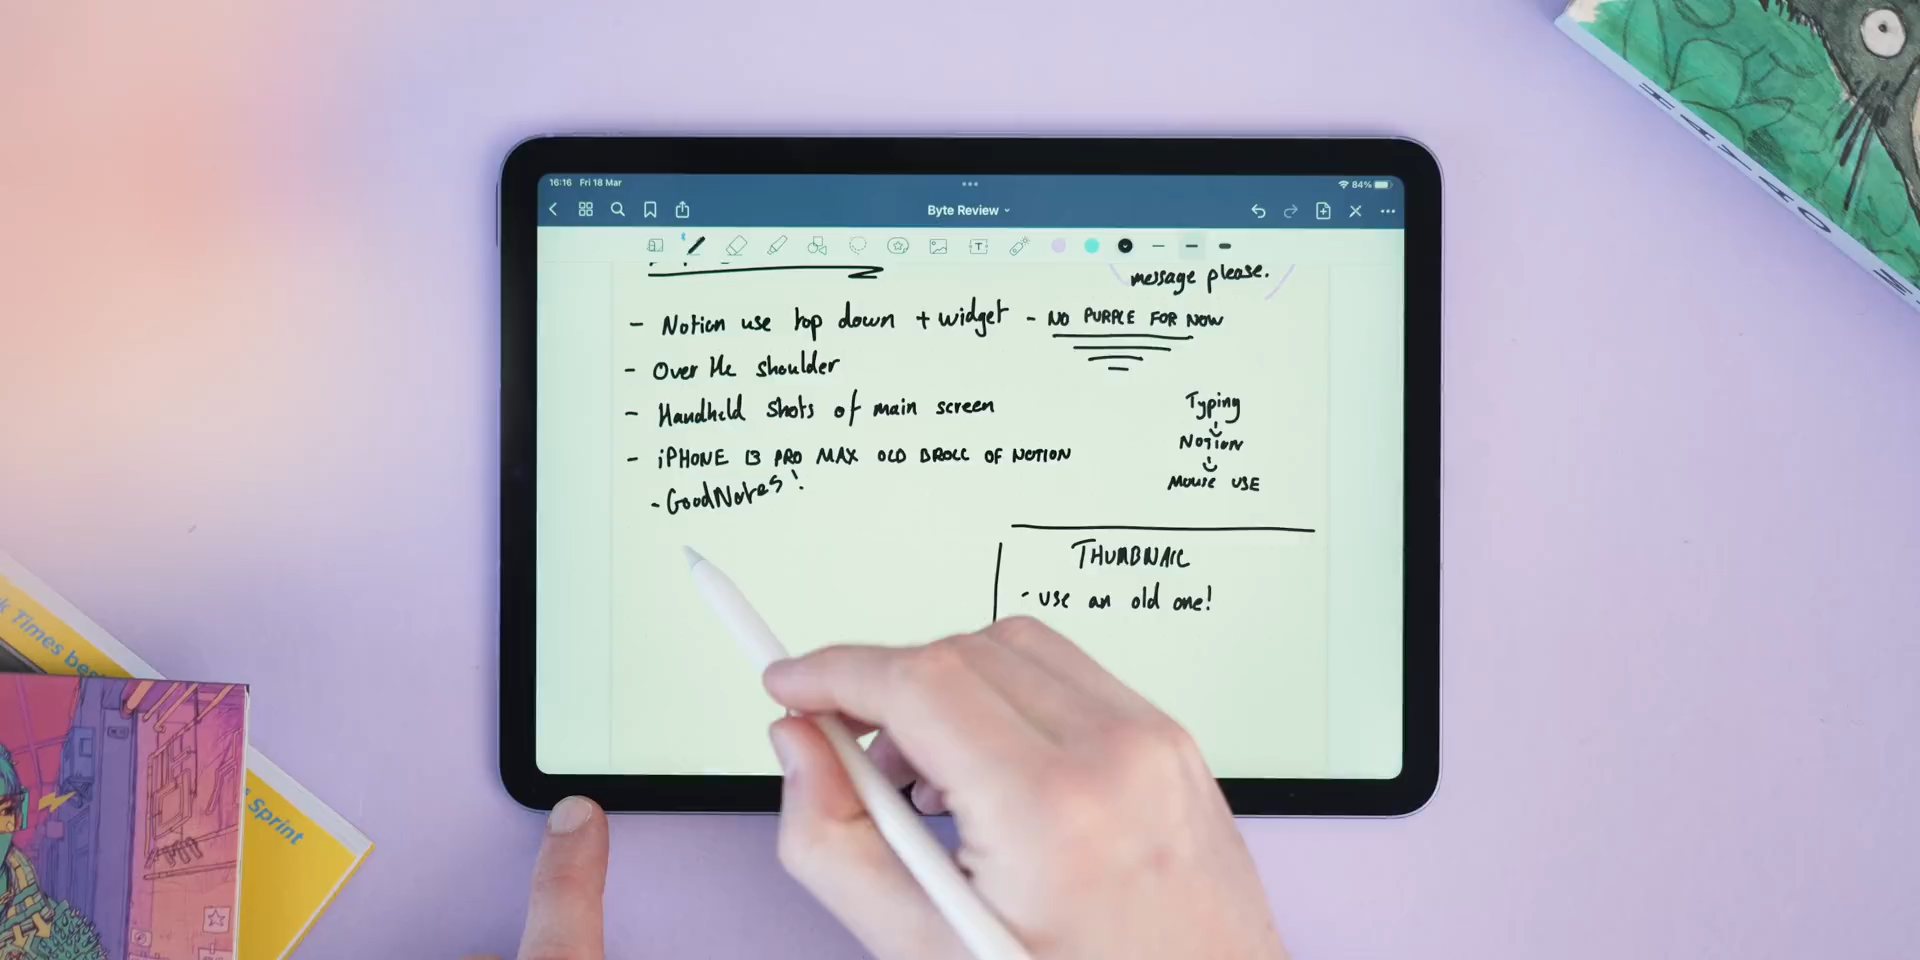 16:16 Fri 18 Mar
84%
Byte Review
message please.
- Notion use top down + widget - NO PURPLE FOR NOW
- Over the shoulder
- Handheld shots of main screen
- iPHONE 13 PRO MAX OLD BROLL OF NOTION
- GoodNotes!
Typing
NOTION
MOUSE USE
THUMBNAIL
- USE an old one!
Times bes
Sprint